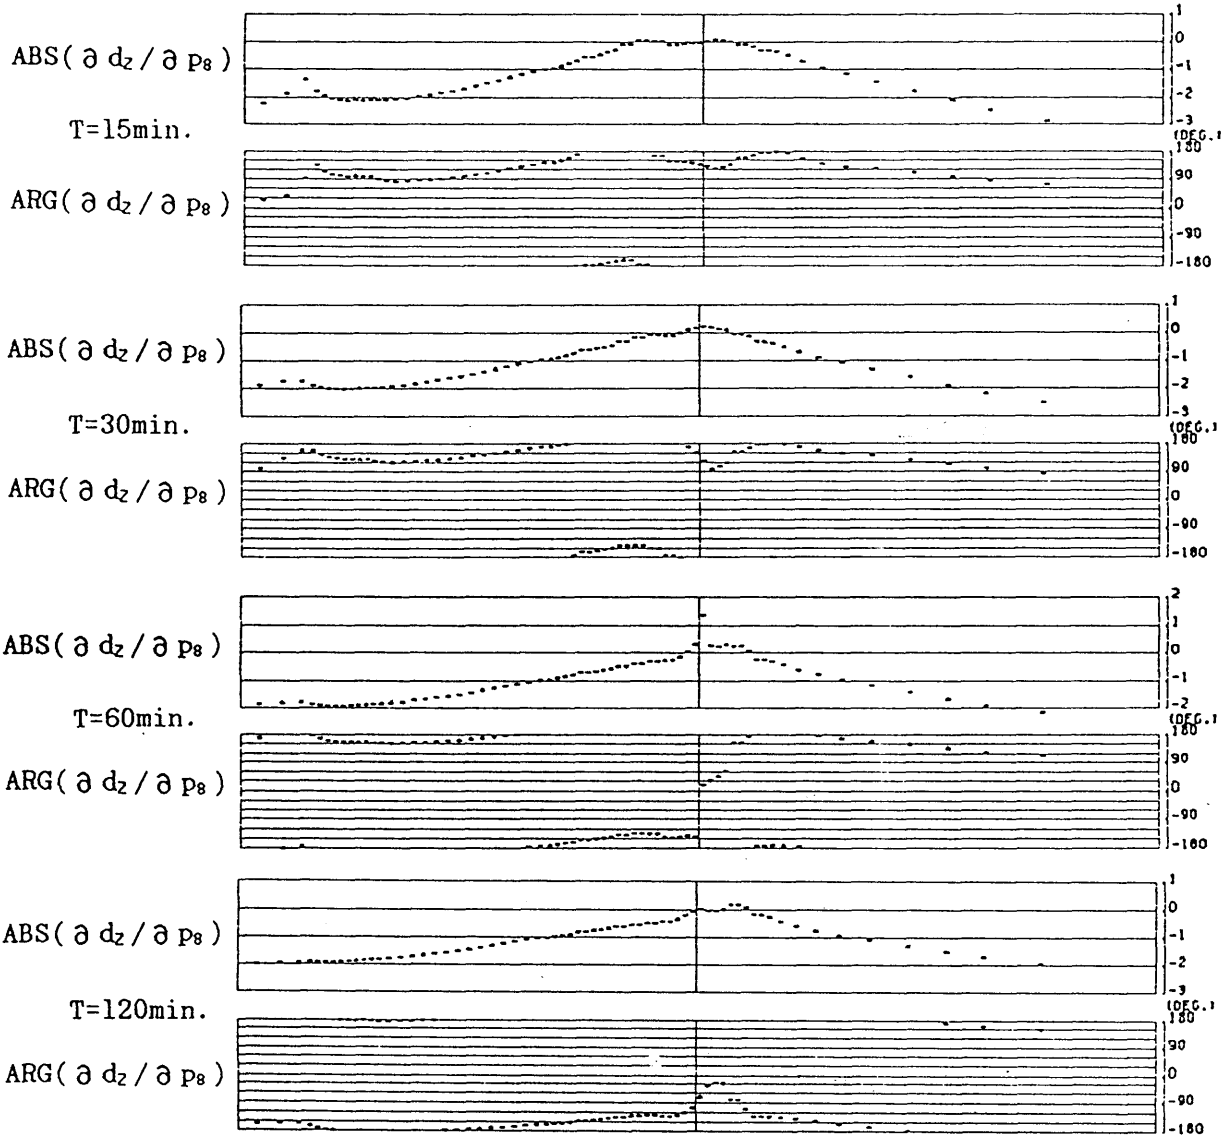 ABS(∂dz/∂p₈)
1
0
-1
-2
-3
T=15min.
(DEG.)
180
90
0
-90
-180
ARG(∂dz/∂p₈)
ABS(∂dz/∂p₈)
1
0
-1
-2
-3
T=30min.
(DEG.)
180
90
0
-90
-180
ARG(∂dz/∂p₈)
ABS(∂dz/∂p₈)
2
1
0
-1
-2
T=60min.
(DEG.)
180
90
0
-90
-180
ARG(∂dz/∂p₈)
ABS(∂dz/∂p₈)
1
0
-1
-2
-3
T=120min.
(DEG.)
180
90
0
-90
-180
ARG(∂dz/∂p₈)